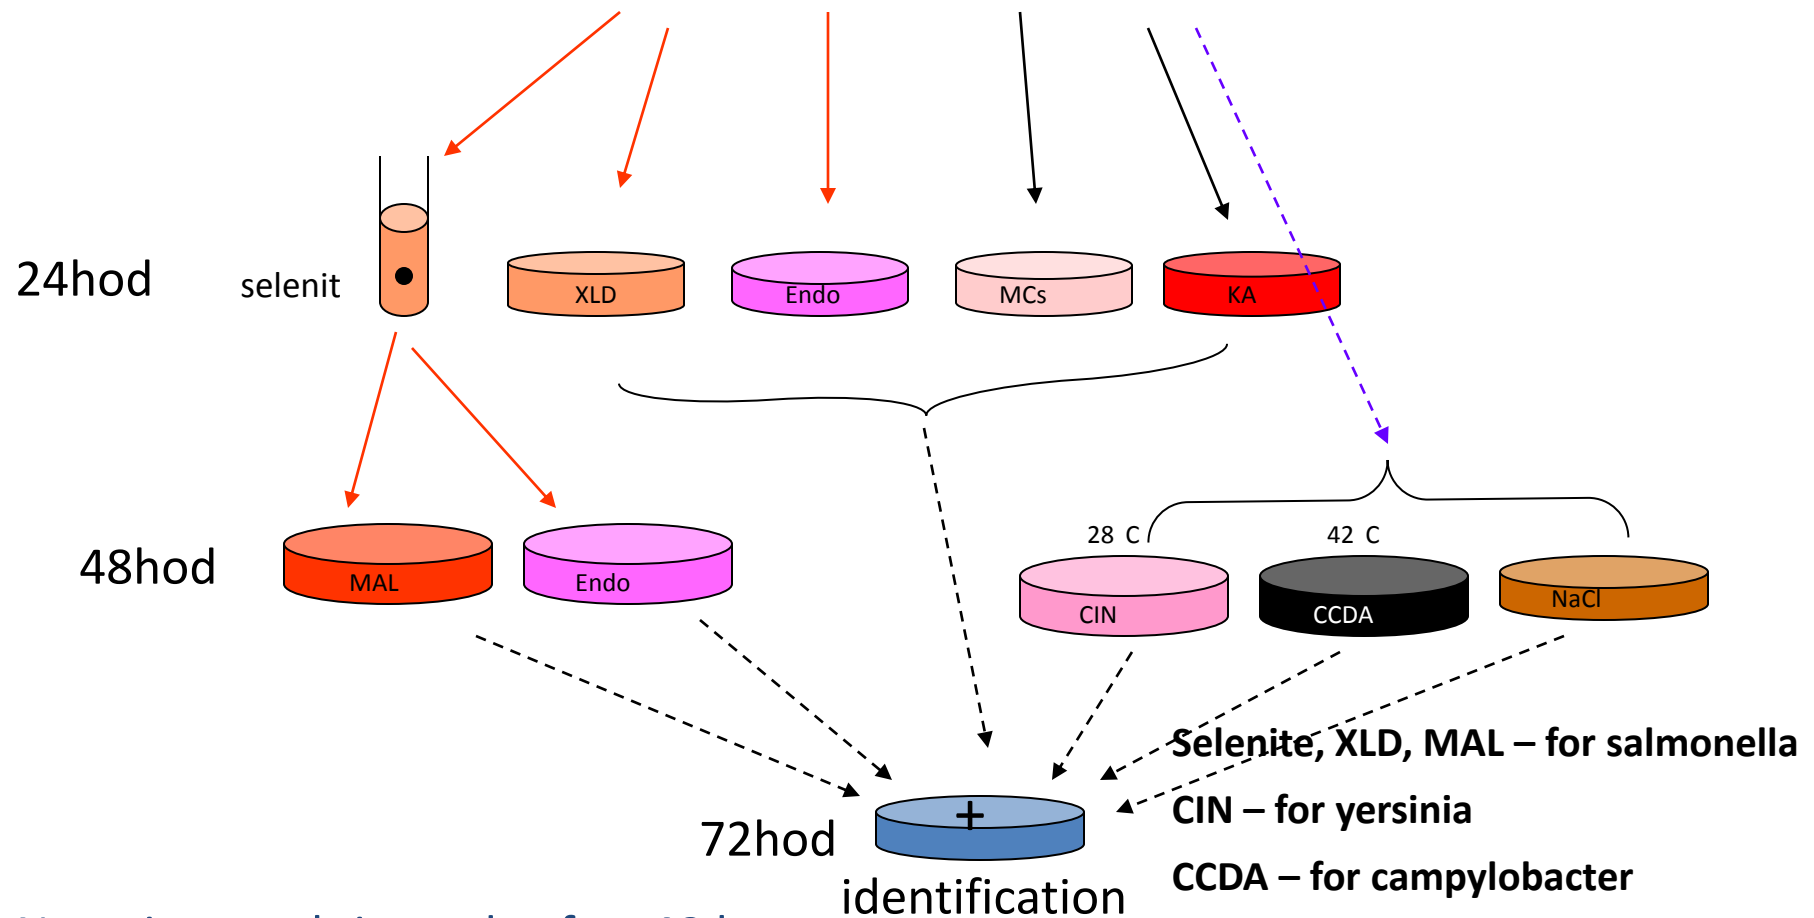 24hod
selenit
XLD
Endo
MCs
KA
28 C
42 C
48hod
MAL
Endo
CIN
CCDA
NaCl
Selenite, XLD, MAL – for salmonella
CIN – for yersinia
CCDA – for campylobacter
72hod
+
identification